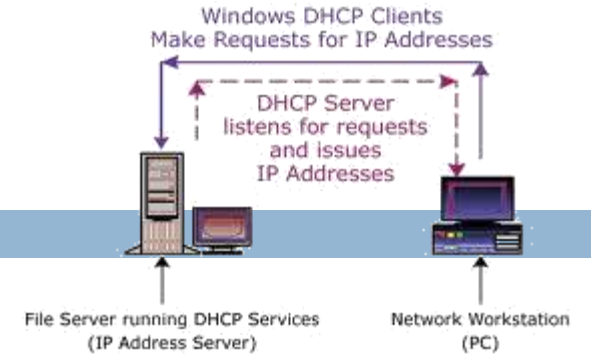 Windows DHCP Clients
Make Requests for IP Addresses
DHCP Server
listens for requests
and issues
IP Addresses
File Server running DHCP Services
(IP Address Server)
Network Workstation
(PC)